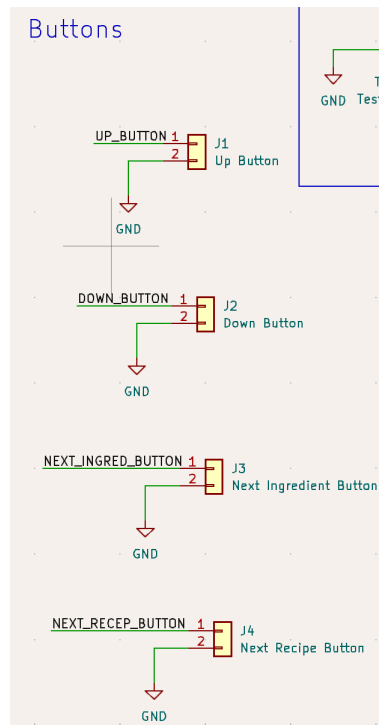 Buttons
GND
T
Test
UP_BUTTON
1
2
J1
Up Button
GND
DOWN_BUTTON
1
2
J2
Down Button
GND
NEXT_INGRED_BUTTON
1
2
J3
Next Ingredient Button
GND
NEXT_RECEP_BUTTON
1
2
J4
Next Recipe Button
GND